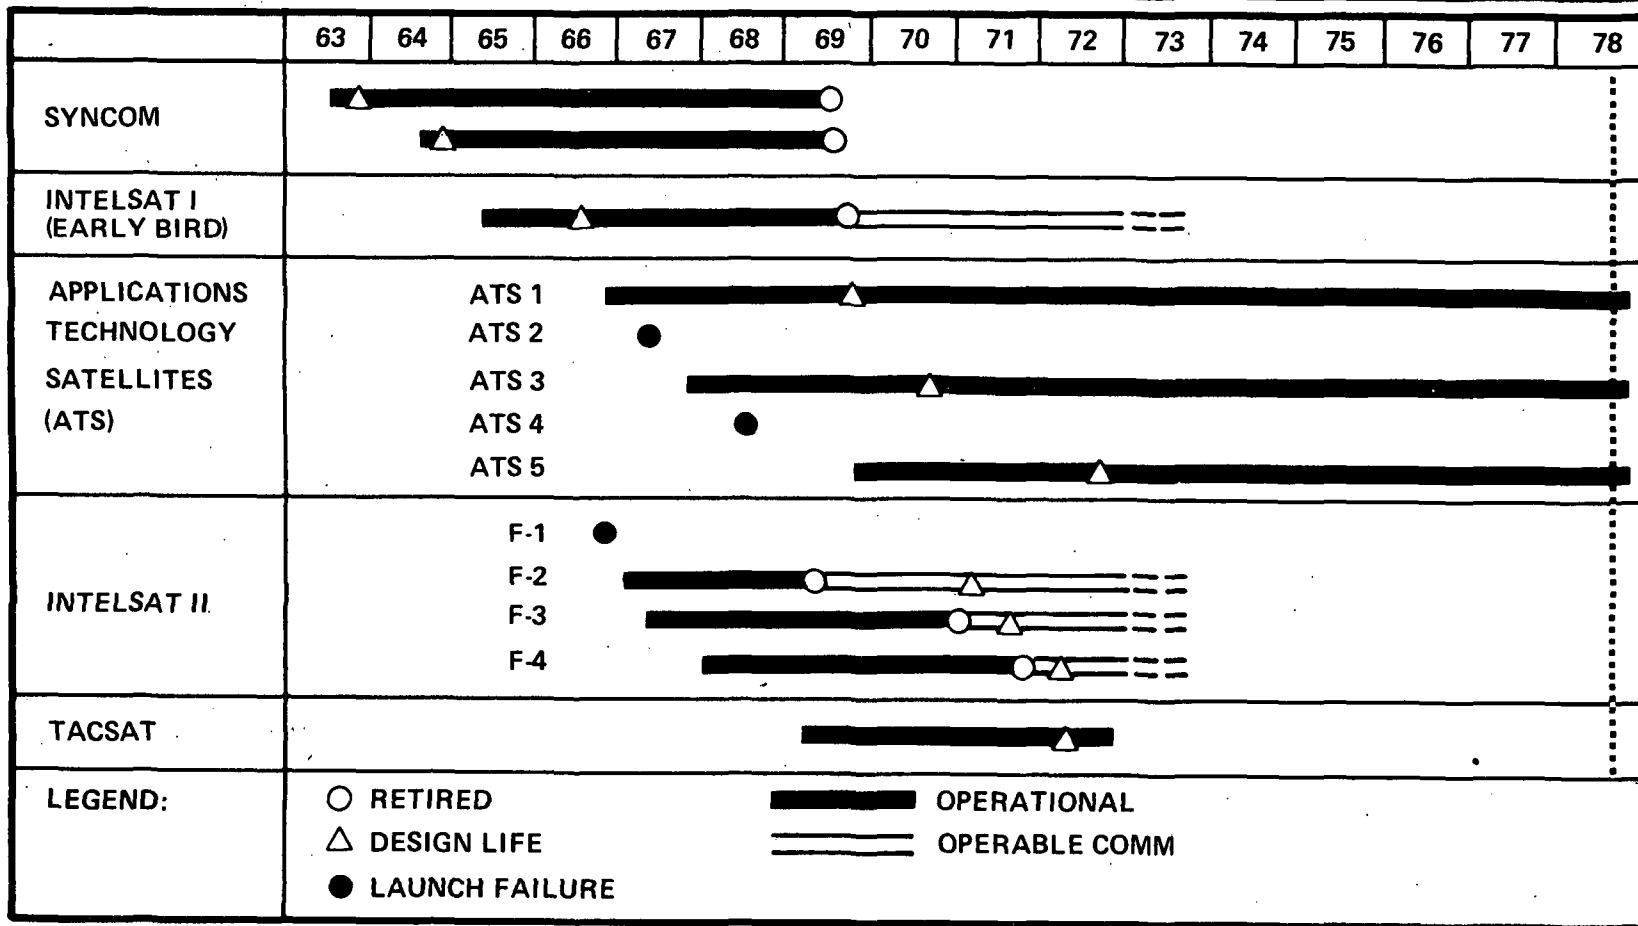 63 64 65 66 67 68 69 70 71 72 73 74 75 76 77 78
SYNCOM
INTELSAT I
(EARLY BIRD)
APPLICATIONS ATS 1
TECHNOLOGY ATS 2
SATELLITES ATS 3
(ATS) ATS 4
ATS 5
F-1
F-2
INTELSAT II
F-3
F-4
TACSAT
LEGEND: RETIRED OPERATIONAL
DESIGN LIFE OPERABLE COMM
LAUNCH FAILURE